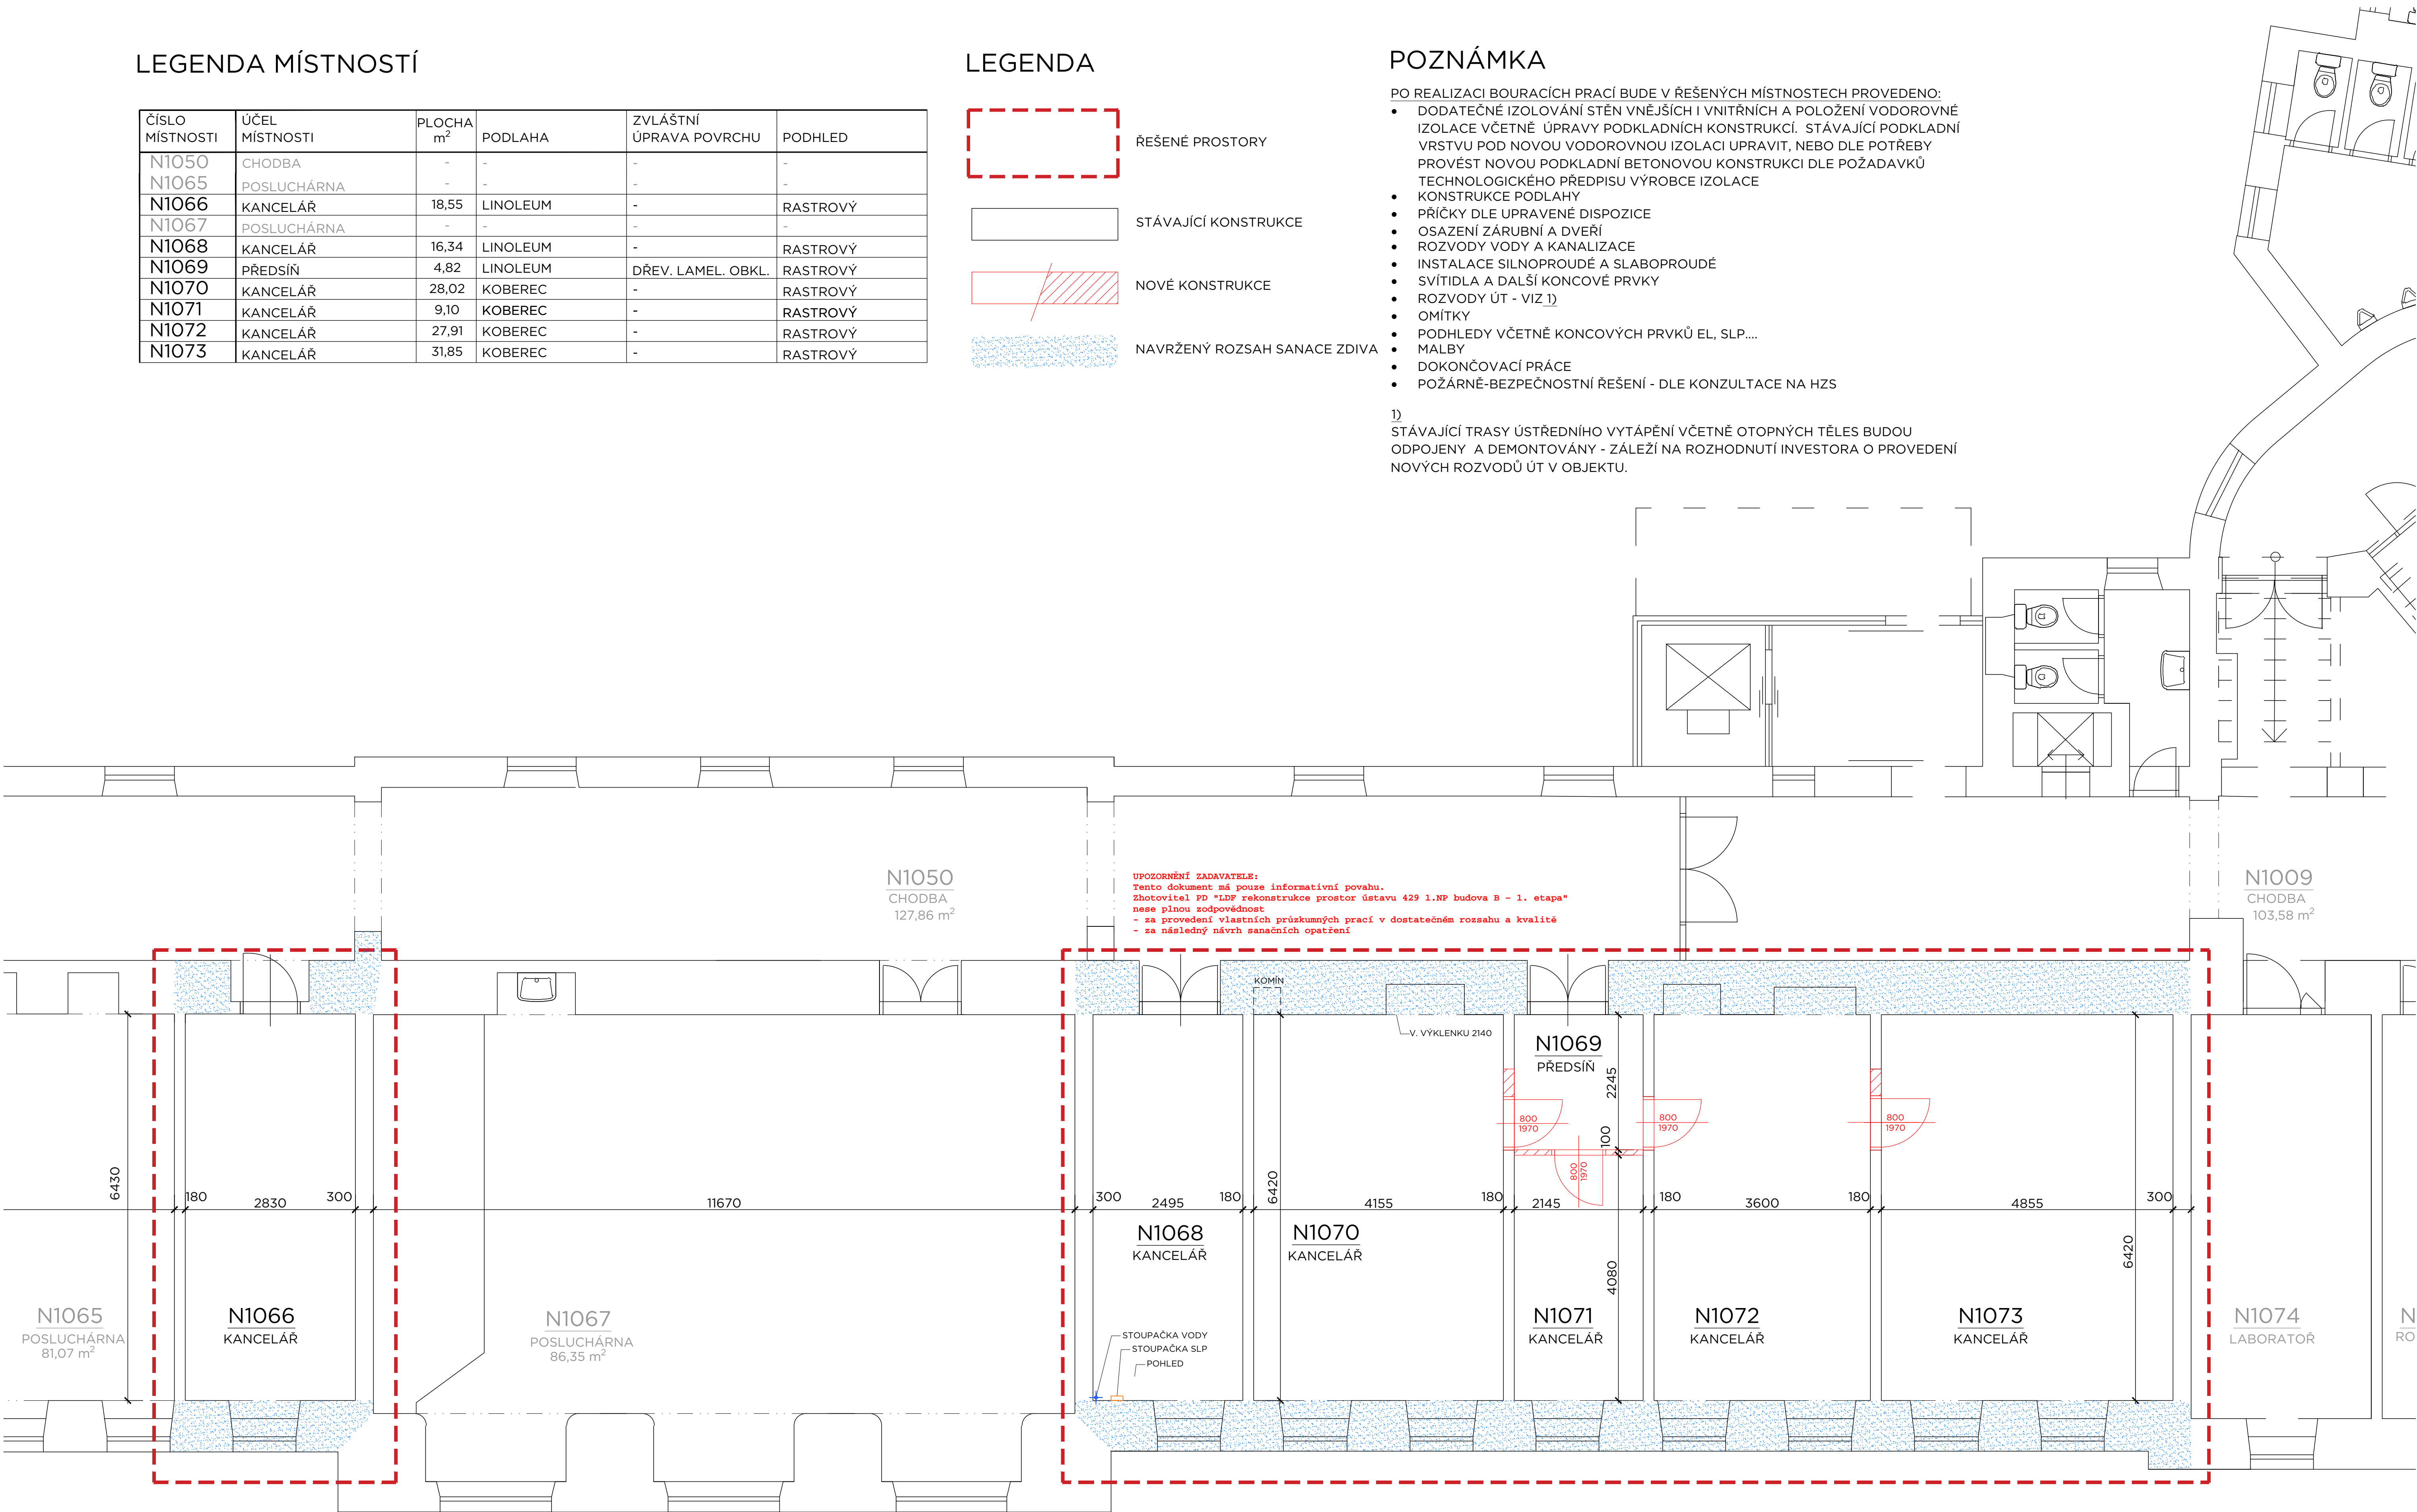 LEGENDA MÍSTNOSTÍ
ČÍSLO MÍSTNOSTI ÚČEL MÍSTNOSTI PLOCHA m² PODLAHA ZVLÁŠTNÍ ÚPRAVA POVRCHU PODHLED
N1050 CHODBA - - - -
N1065 POSLUCHÁRNA - - - -
N1066 KANCELÁŘ 18,55 LINOLEUM - RASTROVÝ
N1067 POSLUCHÁRNA - - - -
N1068 KANCELÁŘ 16,34 LINOLEUM - RASTROVÝ
N1069 PŘEDSÍŇ 4,82 LINOLEUM DŘEV. LAMEL. OBKL. RASTROVÝ
N1070 KANCELÁŘ 28,02 KOBEREC - RASTROVÝ
N1071 KANCELÁŘ 9,10 KOBEREC - RASTROVÝ
N1072 KANCELÁŘ 27,91 KOBEREC - RASTROVÝ
N1073 KANCELÁŘ 31,85 KOBEREC - RASTROVÝ
LEGENDA
ŘEŠENÉ PROSTORY
STÁVAJÍCÍ KONSTRUKCE
NOVÉ KONSTRUKCE
NAVRŽENÝ ROZSAH SANACE ZDIVA
POZNÁMKA
PO REALIZACI BOURACÍCH PRACÍ BUDE V ŘEŠENÝCH MÍSTNOSTECH PROVEDENO:
• DODATEČNÉ IZOLOVÁNÍ STĚN VNĚJŠÍCH I VNITŘNÍCH A POLOŽENÍ VODOROVNÉ
IZOLACE VČETNĚ ÚPRAVY PODKLADNÍCH KONSTRUKCÍ. STÁVAJÍCÍ PODKLADNÍ
VRSTVU POD NOVOU VODOROVNOU IZOLACI UPRAVIT, NEBO DLE POTŘEBY
PROVÉST NOVOU PODKLADNÍ BETONOVOU KONSTRUKCI DLE POŽADAVKŮ
TECHNOLOGICKÉHO PŘEDPISU VÝROBCE IZOLACE
• KONSTRUKCE PODLAHY
• PŘÍČKY DLE UPRAVENÉ DISPOZICE
• OSAZENÍ ZÁRUBNÍ A DVEŘÍ
• ROZVODY VODY A KANALIZACE
• INSTALACE SILNOPROUDÉ A SLABOPROUDÉ
• SVÍTIDLA A DALŠÍ KONCOVÉ PRVKY
• ROZVODY ÚT - VIZ 1)
• OMÍTKY
• PODHLEDY VČETNĚ KONCOVÝCH PRVKŮ EL, SLP....
• MALBY
• DOKONČOVACÍ PRÁCE
• POŽÁRNĚ-BEZPEČNOSTNÍ ŘEŠENÍ - DLE KONZULTACE NA HZS
1)
STÁVAJÍCÍ TRASY ÚSTŘEDNÍHO VYTÁPĚNÍ VČETNĚ OTOPNÝCH TĚLES BUDOU
ODPOJENY A DEMONTOVÁNY - ZÁLEŽÍ NA ROZHODNUTÍ INVESTORA O PROVEDENÍ
NOVÝCH ROZVODŮ ÚT V OBJEKTU.
N1050
CHODBA
127,86 m²
UPOZORNĚNÍ ZADAVATELE:
Tento dokument má pouze informativní povahu.
Zhotovitel PD "LDF rekonstrukce prostor ústavu 429 1.NP budova B - 1. etapa"
nese plnou zodpovědnost
- za provedení vlastních průzkumných prací v dostatečném rozsahu a kvalitě
- za následný návrh sanačních opatření
N1009
CHODBA
103,58 m²
KOMÍN
V. VÝKLENKU 2140
N1069
PŘEDSÍŇ
2245
100
800
1970
800
1970
800
1970
800
1970
6430
180 2830 300 11670 300 2495 180 6420 4155 180 2145 180 3600 180 4855 300
4080
6420
N1068
KANCELÁŘ
N1070
KANCELÁŘ
N1065
POSLUCHÁRNA
81,07 m²
N1066
KANCELÁŘ
N1067
POSLUCHÁRNA
86,35 m²
STOUPAČKA VODY
STOUPAČKA SLP
POHLED
N1071
KANCELÁŘ
N1072
KANCELÁŘ
N1073
KANCELÁŘ
N1074
LABORATOŘ
N
RO